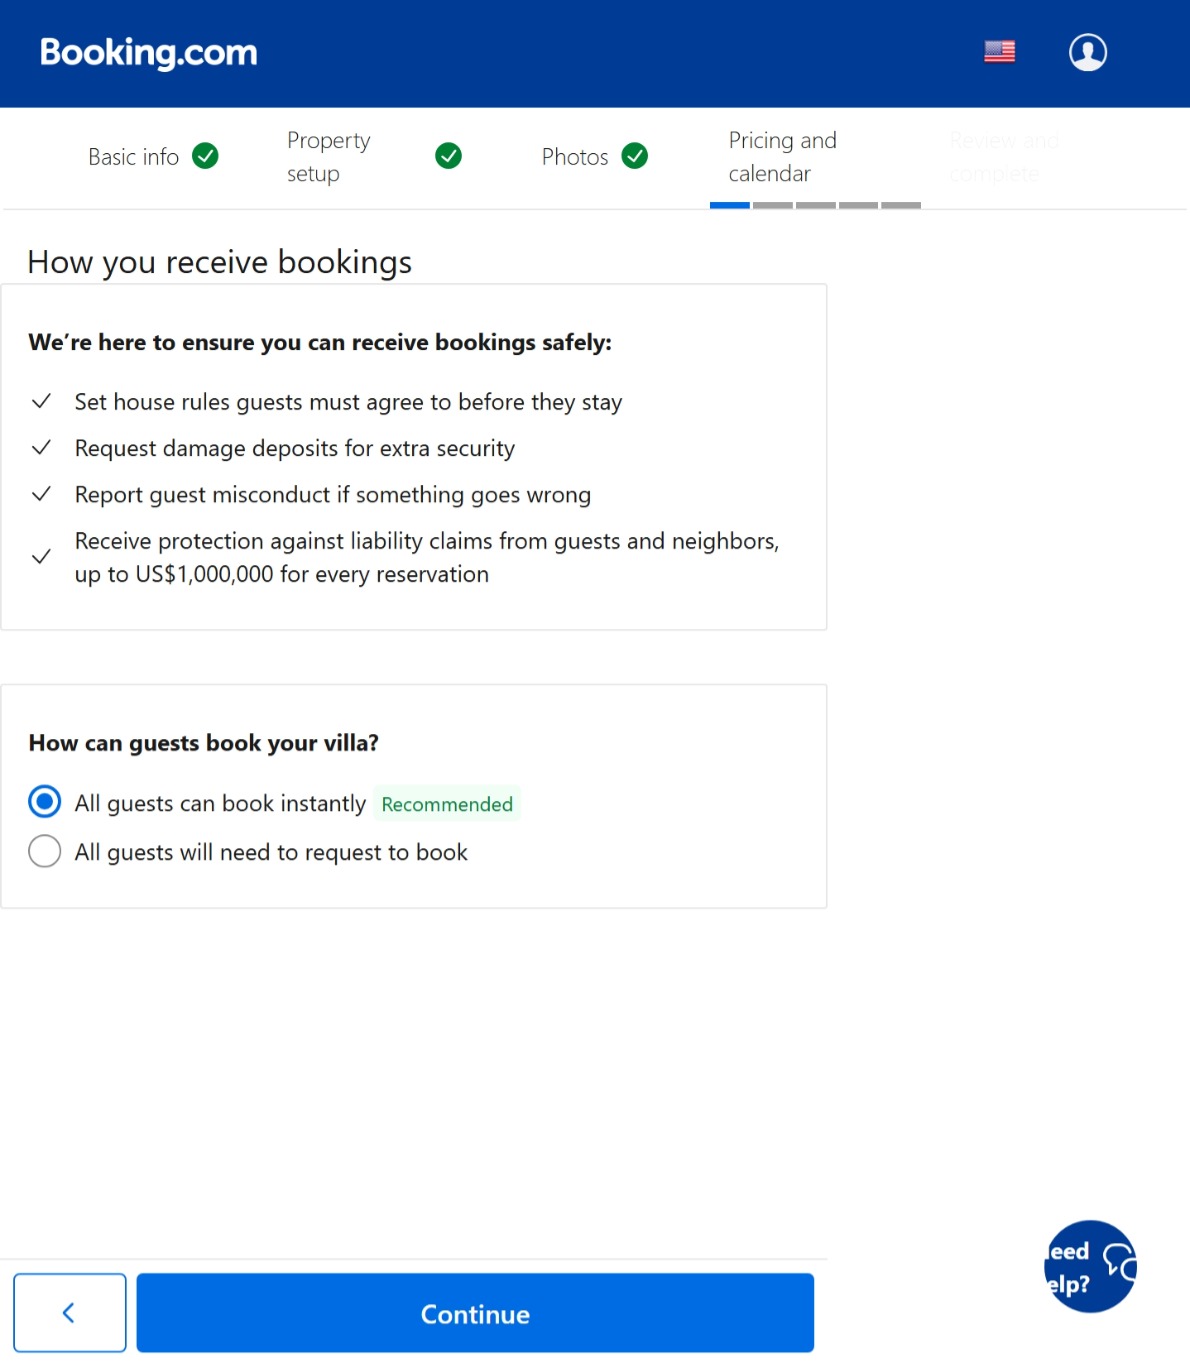 Booking.com
Basic info
Property
setup
Photos
Pricing and
calendar
Review and
complete
How you receive bookings
We’re here to ensure you can receive bookings safely:
Set house rules guests must agree to before they stay
Request damage deposits for extra security
Report guest misconduct if something goes wrong
Receive protection against liability claims from guests and neighbors,
up to US$1,000,000 for every reservation
How can guests book your villa?
All guests can book instantly Recommended
All guests will need to request to book
eed
elp?
Continue